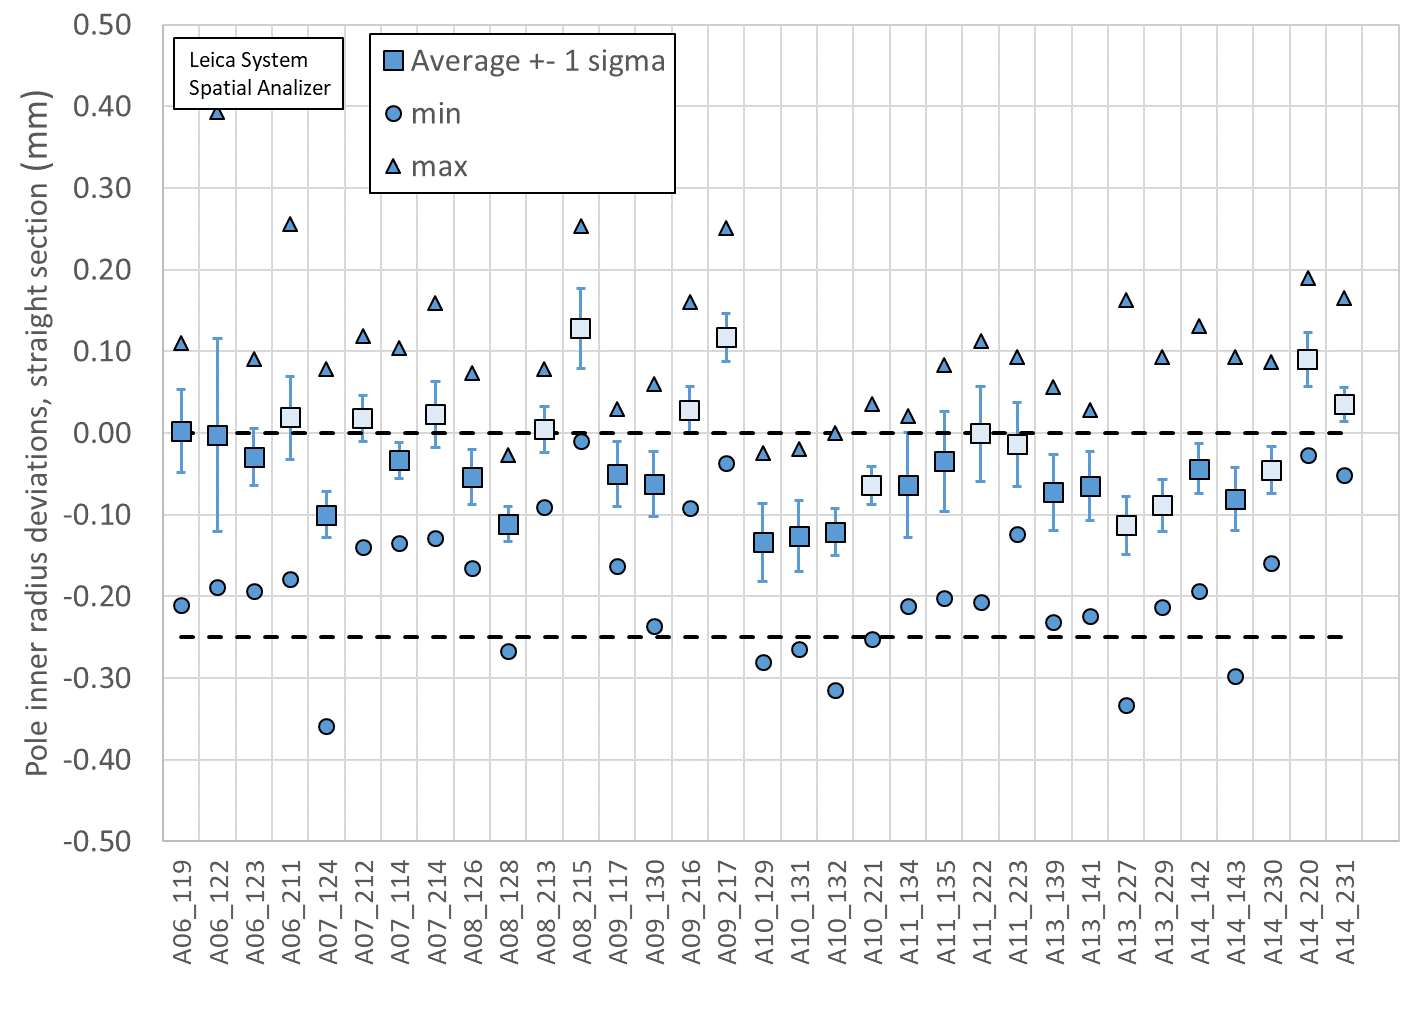 0.50
0.40
0.30
0.20
0.10
0.00
-0.10
-0.20
-0.30
-0.40
-0.50
Pole inner radius deviations, straight section (mm)
Leica System
Spatial Analizer
Average +- 1 sigma
min
max
A06_119
A06_122
A06_123
A06_211
A07_124
A07_212
A07_114
A07_214
A08_126
A08_128
A08_213
A08_215
A09_117
A09_130
A09_216
A09_217
A10_129
A10_131
A10_132
A10_221
A11_134
A11_135
A11_222
A11_223
A13_139
A13_141
A13_227
A13_229
A14_142
A14_143
A14_230
A14_220
A14_231